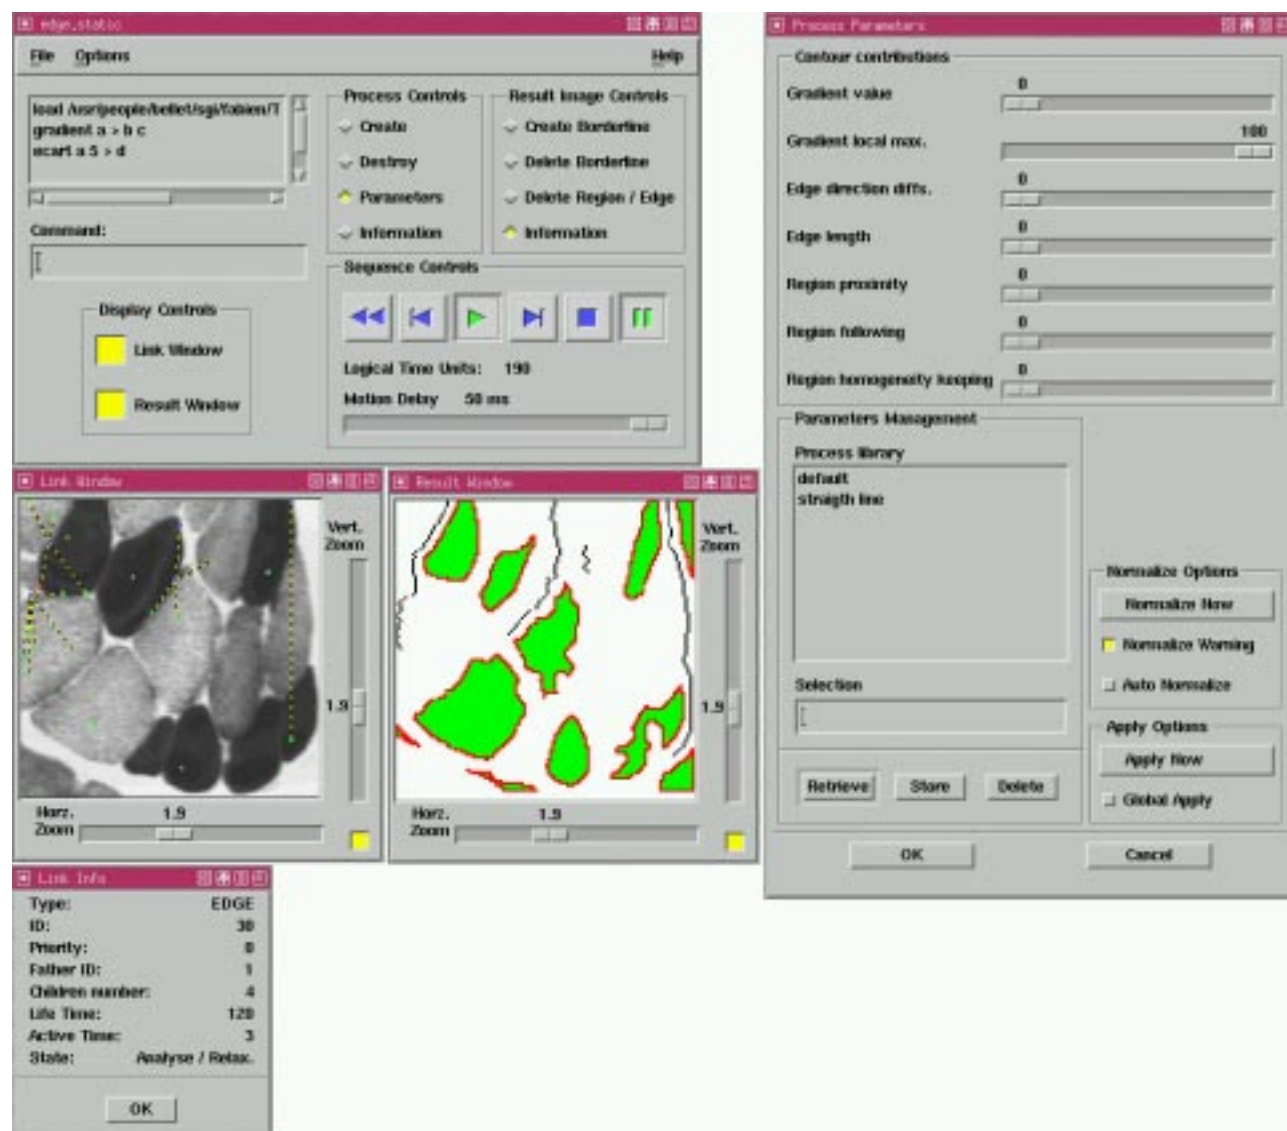 edge.static
File Options Help
load /usr/people/bellet/sgi/fabien/T
gradient a > b c
ecart a 5 > d
Command:
Display Controls
Link Window
Result Window
Process Controls
Create
Destroy
Parameters
Information
Result Image Controls
Create Borderline
Delete Borderline
Delete Region / Edge
Information
Sequence Controls
Logical Time Units: 190
Motion Delay 50 ms
Process Parameters
Contour contributions
Gradient value 0
Gradient local max. 100
Edge direction diffs. 0
Edge length 0
Region proximity 0
Region following 0
Region homogeneity keeping 0
Parameters Management
Process library
default
straigth line
Selection
Retrieve Store Delete
Normalize Options
Normalize Now
Normalize Warning
Auto Normalize
Apply Options
Apply Now
Global Apply
OK Cancel
Link Window
Vert.
Zoom
1.9
Horz.
Zoom
1.9
Result Window
Vert.
Zoom
1.9
Horz.
Zoom
1.9
Link Info
Type: EDGE
ID: 30
Priority: 0
Father ID: 1
Children number: 4
Life Time: 120
Active Time: 3
State: Analyse / Relax.
OK